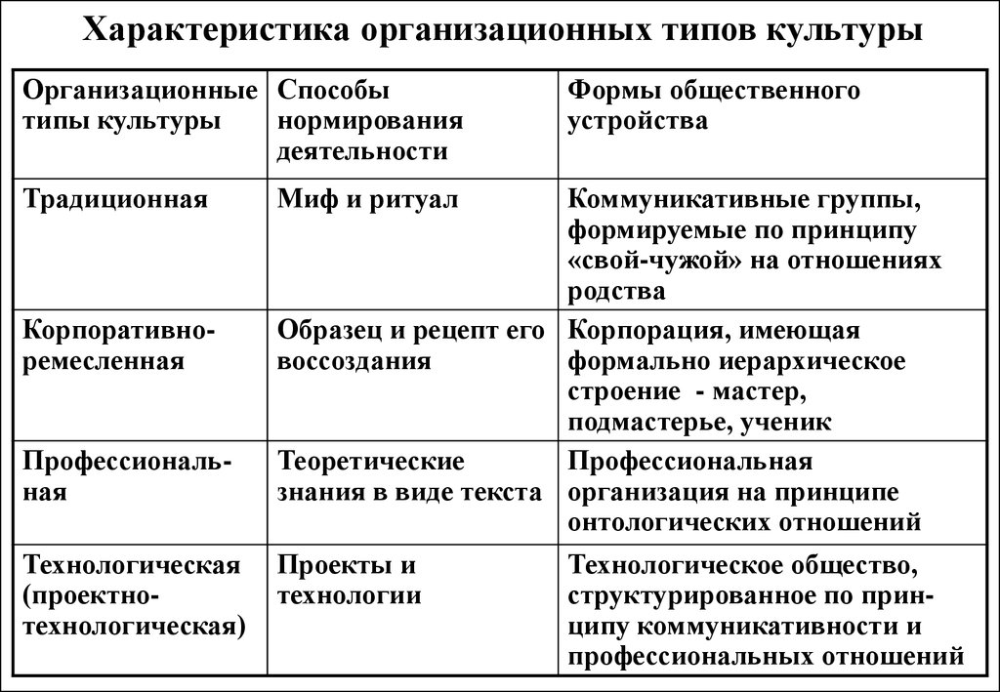 Характеристика организационных типов культуры
Организационные
типы культуры
Способы
нормирования
деятельности
Формы общественного
устройства
Традиционная
Миф и ритуал
Коммуникативные группы,
формируемые по принципу
«свой-чужой» на отношениях
родства
Корпоративно-
ремесленная
Образец и рецепт его
воссоздания
Корпорация, имеющая
формально иерархическое
строение - мастер,
подмастерье, ученик
Профессиональ-
ная
Теоретические
знания в виде текста
Профессиональная
организация на принципе
онтологических отношений
Технологическая
(проектно-
технологическая)
Проекты и
технологии
Технологическое общество,
структурированное по прин-
ципу коммуникативности и
профессиональных отношений